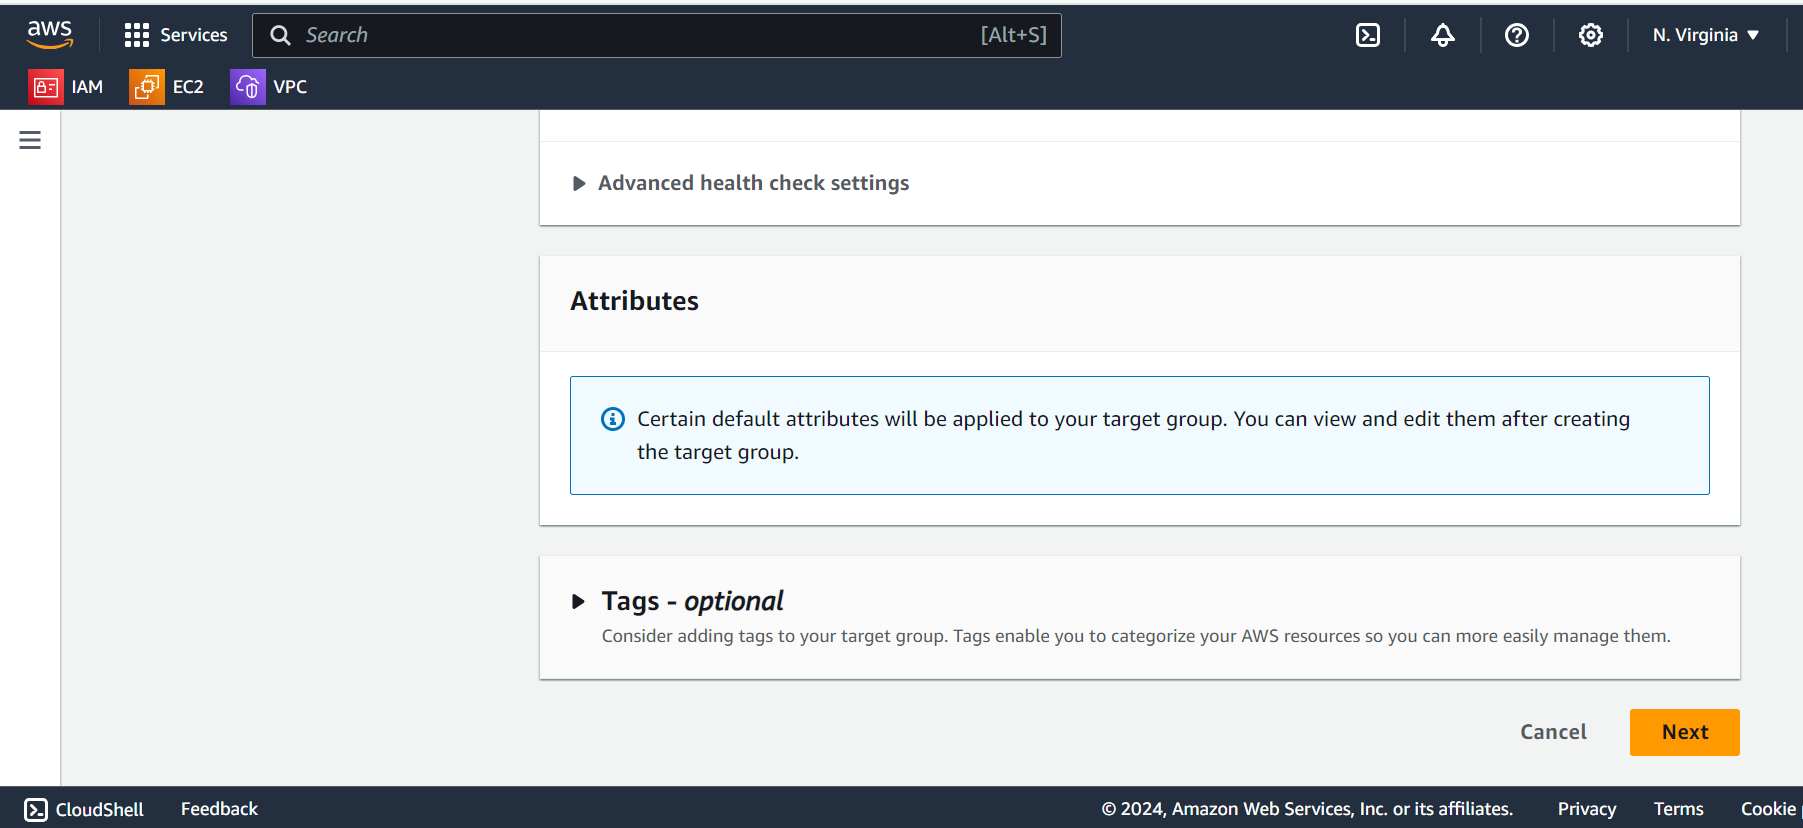 aws
Services
Search
[Alt+S]
N. Virginia
IAM
EC2
VPC
Advanced health check settings
Attributes
Certain default attributes will be applied to your target group. You can view and edit them after creating
the target group.
Tags - optional
Consider adding tags to your target group. Tags enable you to categorize your AWS resources so you can more easily manage them.
Cancel
Next
CloudShell
Feedback
© 2024, Amazon Web Services, Inc. or its affiliates.
Privacy
Terms
Cookie